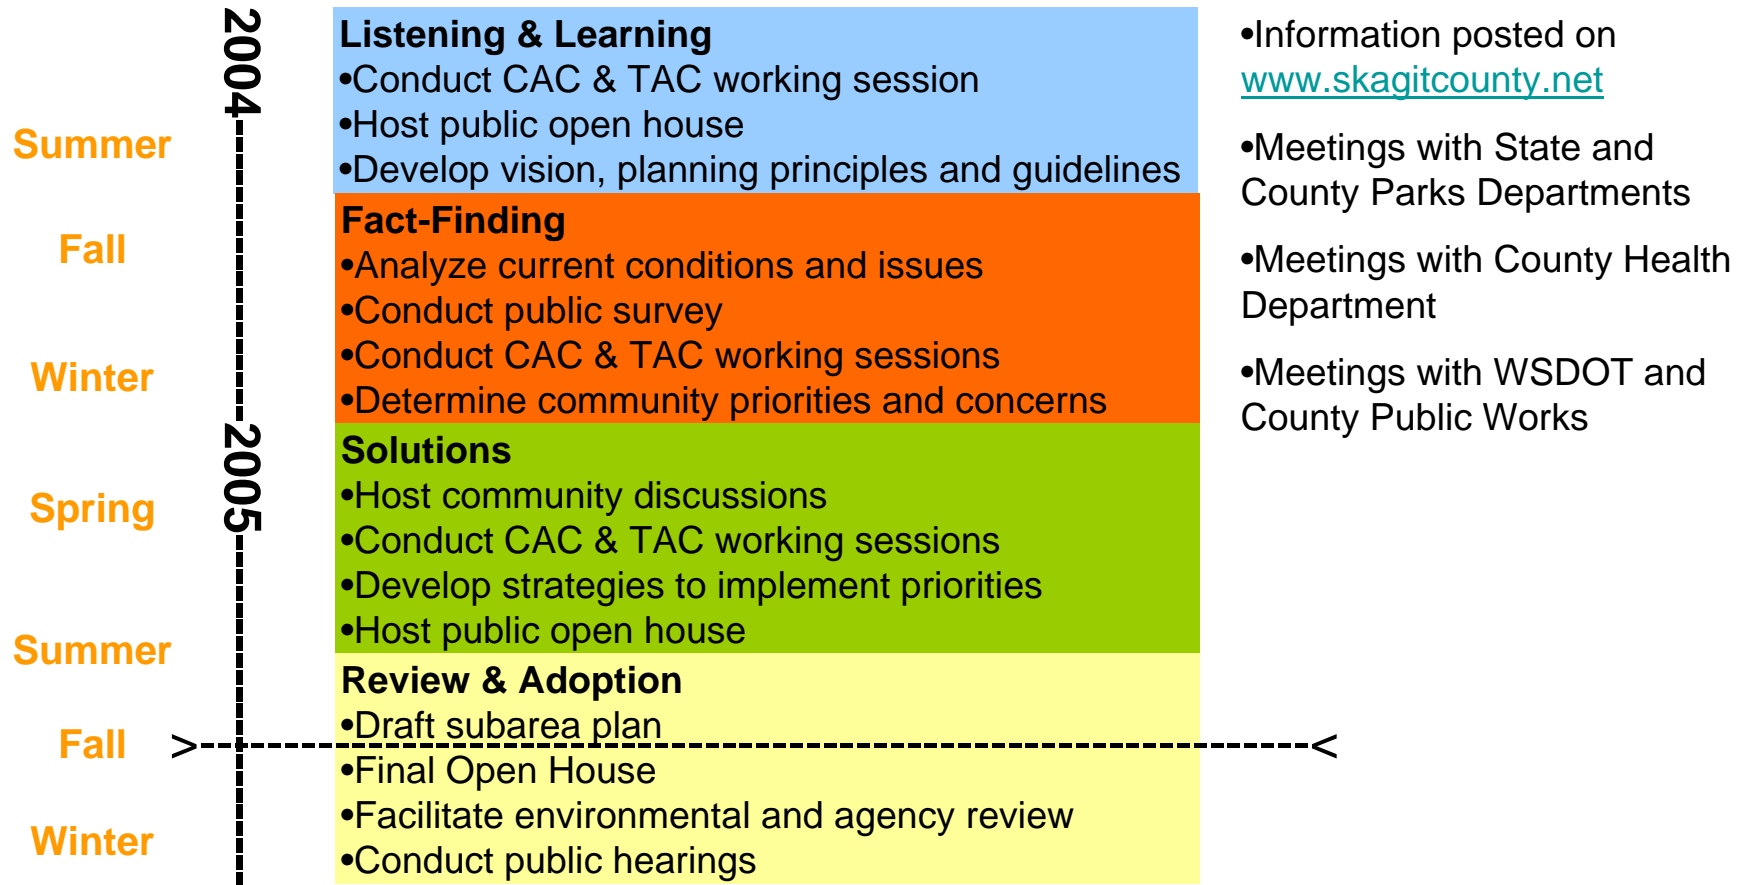 2004
Summer
Fall
Winter
2005
Spring
Summer
Fall
Winter
Listening & Learning
•Conduct CAC & TAC working session
•Host public open house
•Develop vision, planning principles and guidelines
Fact-Finding
•Analyze current conditions and issues
•Conduct public survey
•Conduct CAC & TAC working sessions
•Determine community priorities and concerns
Solutions
•Host community discussions
•Conduct CAC & TAC working sessions
•Develop strategies to implement priorities
•Host public open house
Review & Adoption
•Draft subarea plan
•Final Open House
•Facilitate environmental and agency review
•Conduct public hearings
•Information posted on
www.skagitcounty.net
•Meetings with State and
County Parks Departments
•Meetings with County Health
Department
•Meetings with WSDOT and
County Public Works